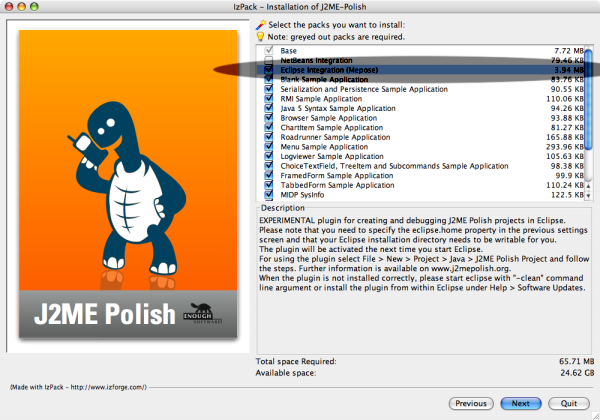 IzPack - Installation of J2ME-Polish
Select the packs you want to install:
Note: greyed out packs are required.
Base 7.72 MB
NetBeans Integration 79.46 KB
Eclipse Integration (Mepose) 3.94 MB
Blank Sample Application 83.76 KB
Serialization and Persistence Sample Application 90.55 KB
RMI Sample Application 110.06 KB
Java 5 Syntax Sample Application 94.26 KB
Browser Sample Application 93.88 KB
ChartItem Sample Application 81.27 KB
Roadrunner Sample Application 165.88 KB
Menu Sample Application 293.96 KB
Logviewer Sample Application 105.63 KB
ChoiceTextField, TreeItem and Subcommands Sample Application 98.38 KB
FramedForm Sample Application 99.9 KB
TabbedForm Sample Application 110.24 KB
MIDP SysInfo 122.5 KB
Description
EXPERIMENTAL plugin for creating and debugging J2ME Polish projects in Eclipse.
Please note that you need to specify the eclipse.home property in the previous settings
screen and that your Eclipse installation directory needs to be writable for you.
The plugin will be activated the next time you start Eclipse.
For using the plugin select File > New > Project > Java > J2ME Polish Project and follow
the steps. Further information is available on www.j2mepolish.org.
When the plugin is not installed correctly, please start eclipse with "-clean" command
line argument or install the plugin from within Eclipse under Help > Software Updates.
J2ME Polish
ENOUGH
SOFTWARE
Total space Required: 65.71 MB
Available space: 24.62 GB
(Made with IzPack - http://www.izforge.com/)
Previous
Next
Quit